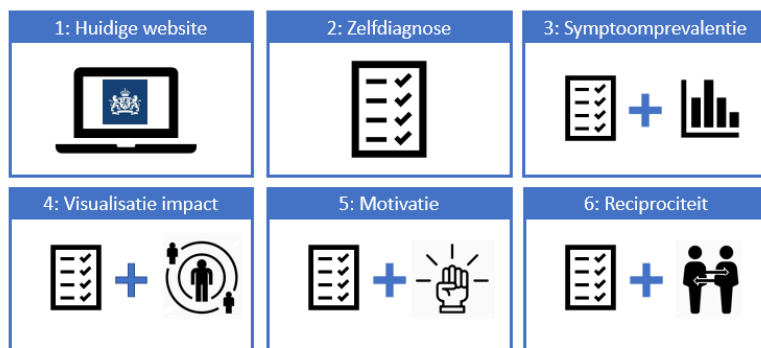 1: Huidige website
2: Zelfdiagnose
3: Symptoomprevalentie
4: Visualisatie impact
5: Motivatie
6: Reciprociteit